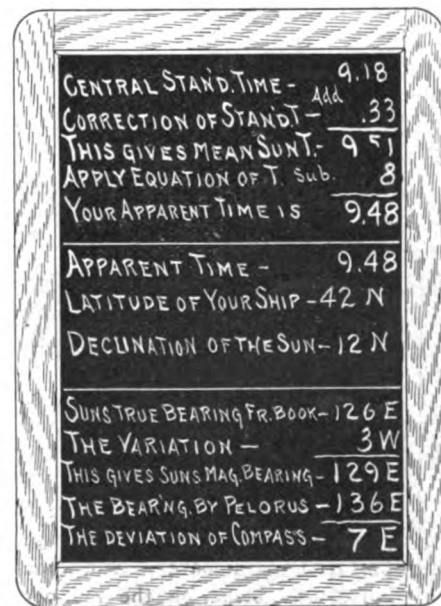 CENTRAL STAN'D. TIME - 9.18
CORRECTION OF STAN'D.T - Add .33
THIS GIVES MEAN SUN T. - 9 51
APPLY EQUATION OF T. Sub. 8
YOUR APPARENT TIME IS 9.48
APPARENT TIME - 9.48
LATITUDE OF YOUR SHIP - 42 N
DECLINATION OF THE SUN - 12 N
SUNS TRUE BEARING FR. BOOK - 126 E
THE VARIATION - 3 W
THIS GIVES SUNS MAG. BEARING - 129 E
THE BEAR'NG. BY PELORUS - 136 E
THE DEVIATION OF COMPASS - 7 E